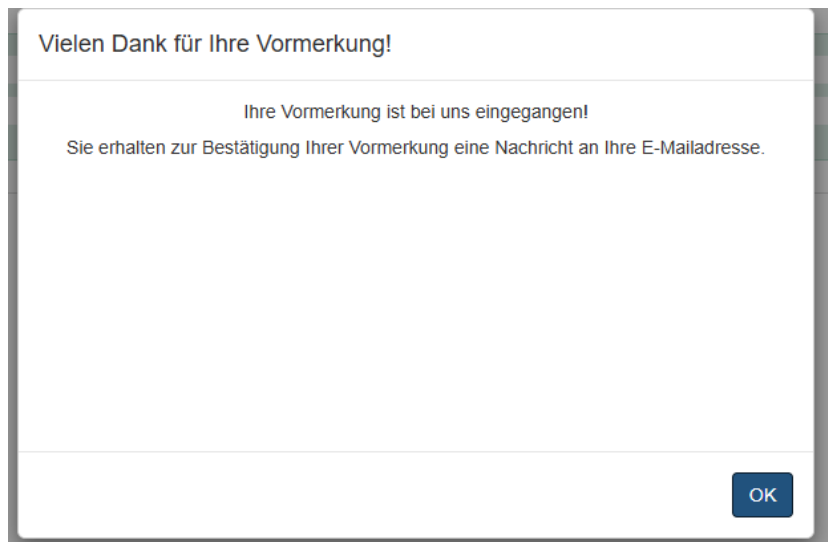 Vielen Dank für Ihre Vormerkung!
Ihre Vormerkung ist bei uns eingegangen!
Sie erhalten zur Bestätigung Ihrer Vormerkung eine Nachricht an Ihre E-Mailadresse.
OK